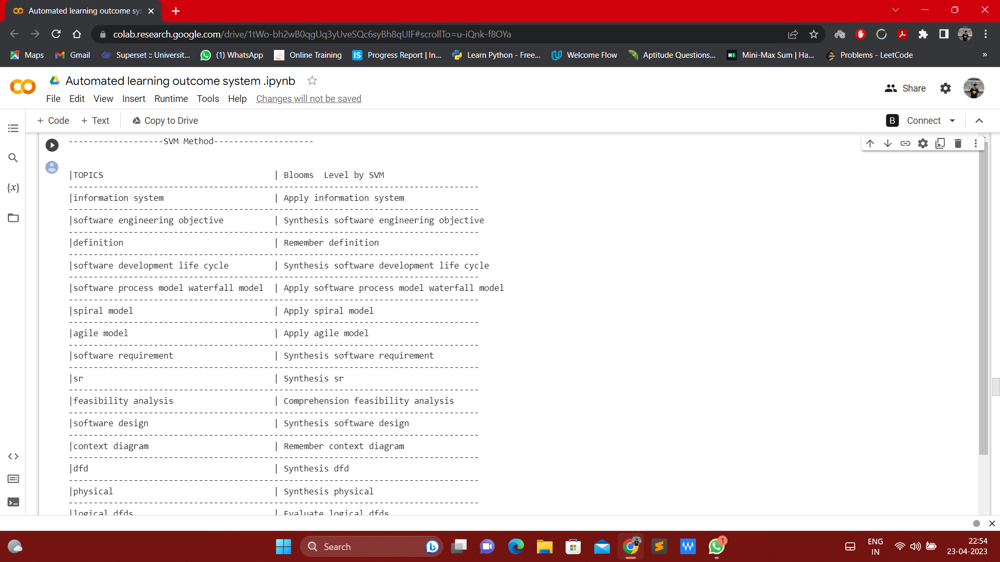 Automated learning outcome sys
colab.research.google.com/drive/1tWo-bh2wB0qgUq3yUveSQc6syBh8qUIF#scrollTo=u-iQnk-f8OYa
Maps Gmail Superset :: Universit... (1) WhatsApp Online Training IS Progress Report | In... Learn Python - Free... Welcome Flow Aptitude Questions... Mini-Max Sum | Ha... Problems - LeetCode »
Automated learning outcome system .ipynb
Share
File Edit View Insert Runtime Tools Help Changes will not be saved
+ Code + Text Copy to Drive
B Connect
-------------------SVM Method--------------------
|TOPICS | Blooms  Level by SVM
|information system | Apply information system
|software engineering objective | Synthesis software engineering objective
|definition | Remember definition
|software development life cycle | Synthesis software development life cycle
|software process model waterfall model | Apply software process model waterfall model
|spiral model | Apply spiral model
|agile model | Apply agile model
|software requirement | Synthesis software requirement
|sr | Synthesis sr
|feasibility analysis | Comprehension feasibility analysis
|software design | Synthesis software design
|context diagram | Remember context diagram
|dfd | Synthesis dfd
|physical | Synthesis physical
|logical dfds | Evaluate logical dfds
{x}
Search
1
ENG
IN
22:54
23-04-2023